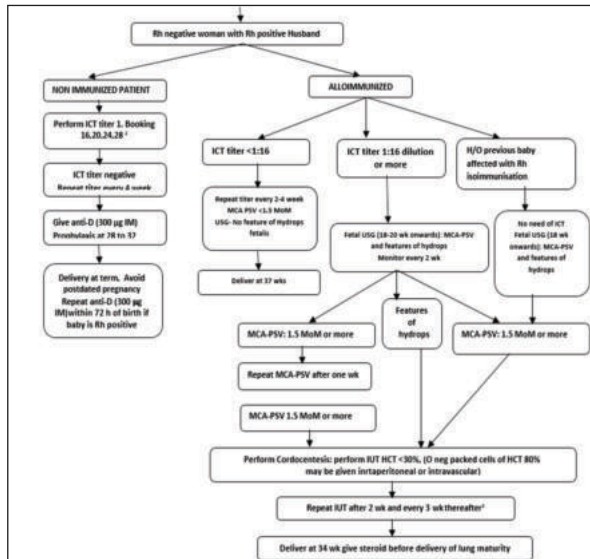 Rh negative woman with Rh positive Husband
NON IMMUNIZED PATIENT
Perform ICT titer 1. Booking
16,20,24,28
ICT titer negative
Repeat titer every 4 week
Give anti-D (300 µg IM)
Prophylaxis at 28 to 32
Delivery at term, Avoid
postdated pregnancy
Repeat anti-D (300 µg
IM)within 72 h of birth if
baby is Rh positive
ALLOIMMUNIZED
ICT titer <1:16
Repeat titer every 2-4 week
MCA PSV <1.5 MoM
USG- No feature of Hydrops
fetalis
Deliver at 37 wks
ICT titer 1:16 dilution
or more
Fetal USG (18-20 wk onwards): MCA-PSV
and features of hydrops
Monitor every 2 wk
H/O previous baby
affected with Rh
isoimmunisation
No need of ICT
Fetal USG (18 wk
onwards): MCA-PSV
and features of
hydrops
MCA-PSV: 1.5 MoM or more
Repeat MCA-PSV after one wk
MCA-PSV 1.5 MoM or more
Features
of
hydrops
MCA-PSV: 1.5 MoM or more
Perform Cordocentesis: perform IUT HCT <30%, (O neg packed cells of HCT 80%
may be given inrtaperitoneal or intravascular)
Repeat IUT after 2 wk and every 3 wk thereafter
Deliver at 34 wk give steroid before delivery of lung maturity